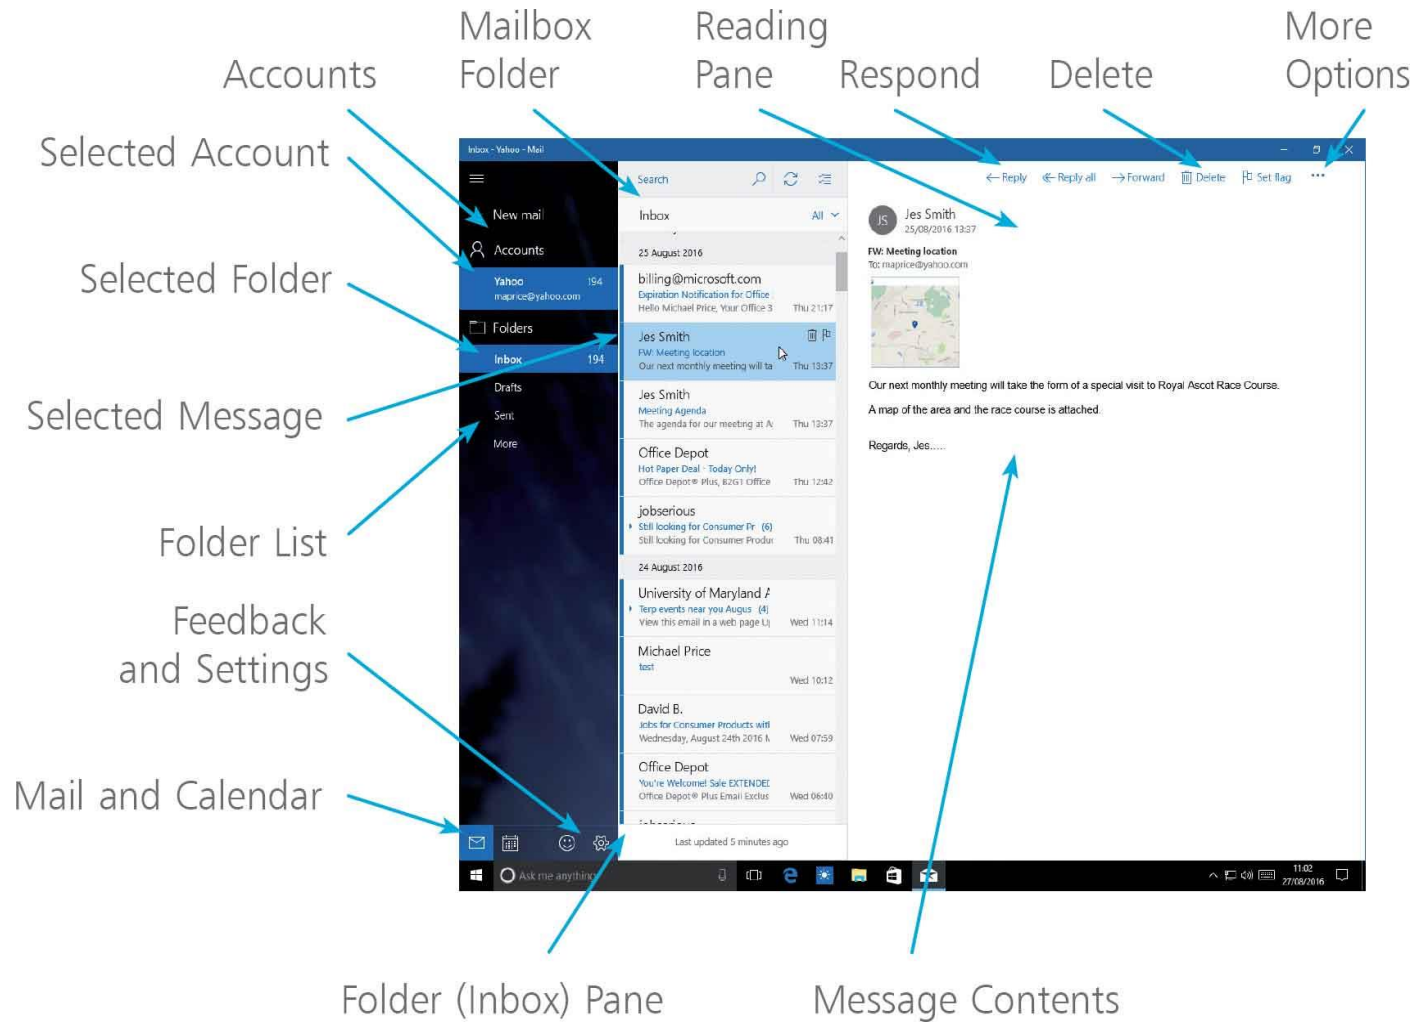 Mailbox
Folder
Reading
Pane
More
Options
Accounts
Respond
Delete
Selected Account
Selected Folder
Selected Message
Folder List
Feedback
and Settings
Mail and Calendar
Folder (Inbox) Pane
Message Contents
Inbox - Yahoo - Mail
New mail
Accounts
Yahoo 194
maprice@yahoo.com
Folders
Inbox 194
Drafts
Sent
More
Search
Inbox All
25 August 2016
billing@microsoft.com
Expiration Notification for Office
Hello Michael Price, Your Office 3 Thu 21:17
Jes Smith
FW: Meeting location
Our next monthly meeting will ta Thu 13:37
Jes Smith
Meeting Agenda
The agenda for our meeting at Thu 13:37
Office Depot
Hot Paper Deal - Today Only!
Office Depot® Plus, B2G1 Office Thu 12:42
jobserious
Still looking for Consumer Pr (6)
Still looking for Consumer Produ Thu 08:41
24 August 2016
University of Maryland
Terp events near you Augus (4)
View this email in a web page Wed 11:14
Michael Price
test
Wed 10:12
David B.
Jobs for Consumer Products with
Wednesday, August 24th 2016 Wed 07:59
Office Depot
You're Welcome! Sale EXTENDED
Office Depot® Plus Email Exclus Wed 06:40
Last updated 5 minutes ago
Reply Reply all Forward Delete Set flag
JS
Jes Smith
25/08/2016 13:37
FW: Meeting location
To: maprice@yahoo.com
Our next monthly meeting will take the form of a special visit to Royal Ascot Race Course.
A map of the area and the race course is attached.
Regards, Jes.....
Ask me anything
11:02
27/08/2016